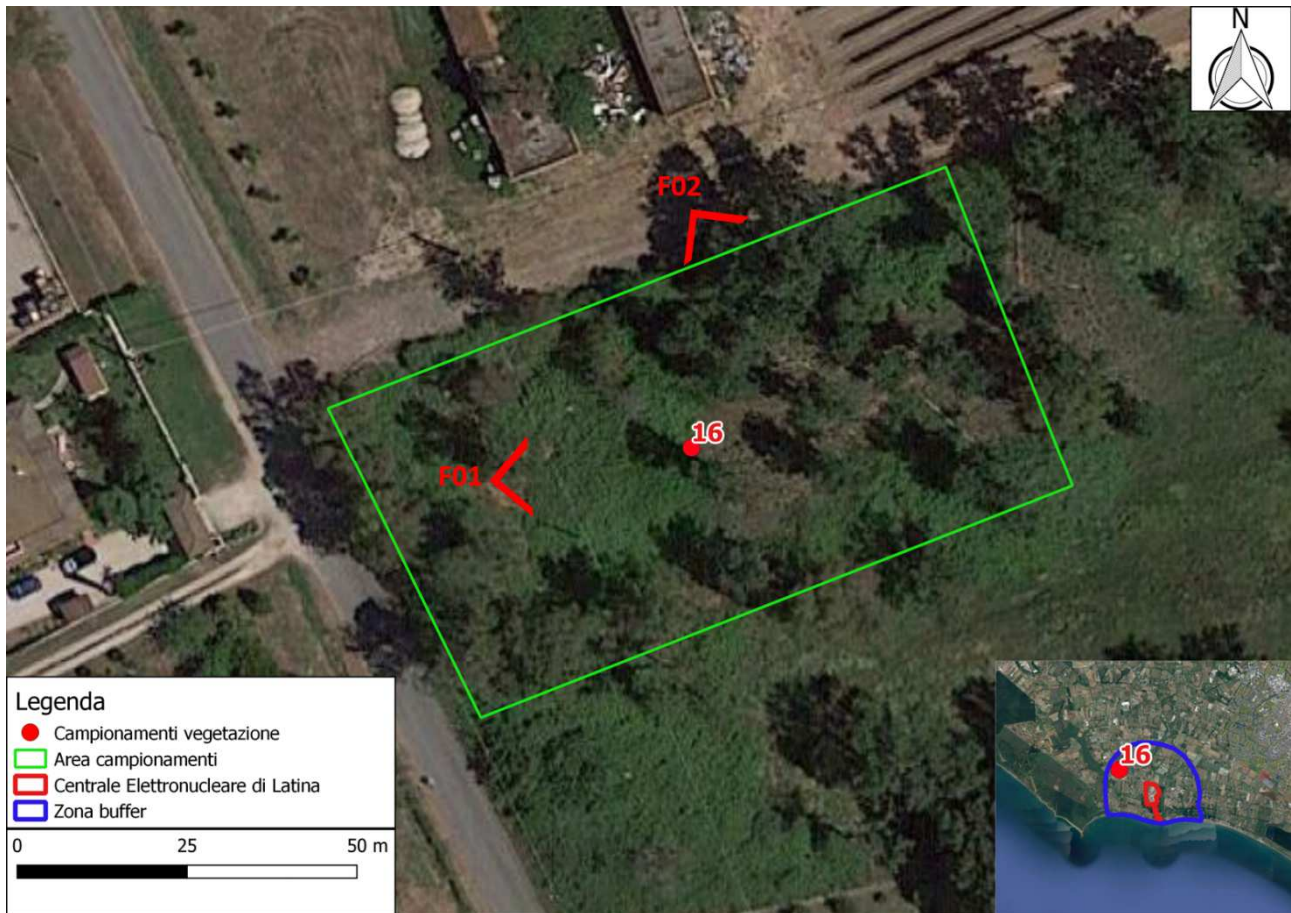 N
F02
16
F01
Legenda
Campionamenti vegetazione
Area campionamenti
Centrale Elettronucleare di Latina
Zona buffer
0 25 50 m
16